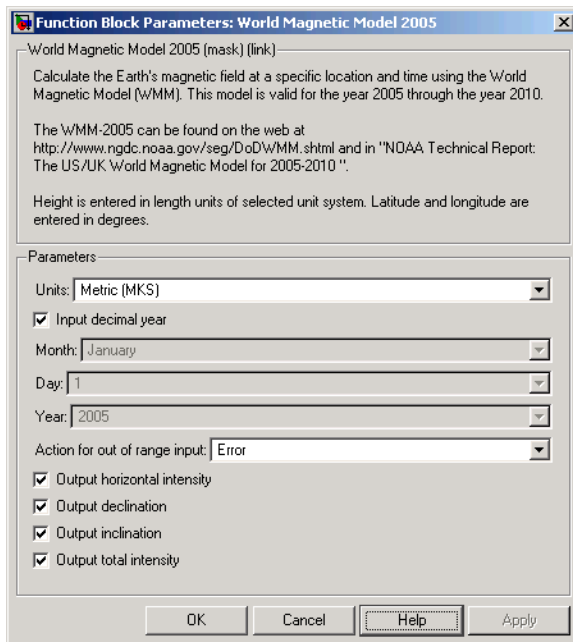 Function Block Parameters: World Magnetic Model 2005
World Magnetic Model 2005 (mask) (link)
Calculate the Earth's magnetic field at a specific location and time using the World
Magnetic Model (WMM). This model is valid for the year 2005 through the year 2010.
The WMM-2005 can be found on the web at
http://www.ngdc.noaa.gov/seg/DoDWMM.shtml and in "NOAA Technical Report:
The US/UK World Magnetic Model for 2005-2010 ".
Height is entered in length units of selected unit system. Latitude and longitude are
entered in degrees.
Parameters
Units: Metric (MKS)
Input decimal year
Month: January
Day: 1
Year: 2005
Action for out of range input: Error
Output horizontal intensity
Output declination
Output inclination
Output total intensity
OK Cancel Help Apply